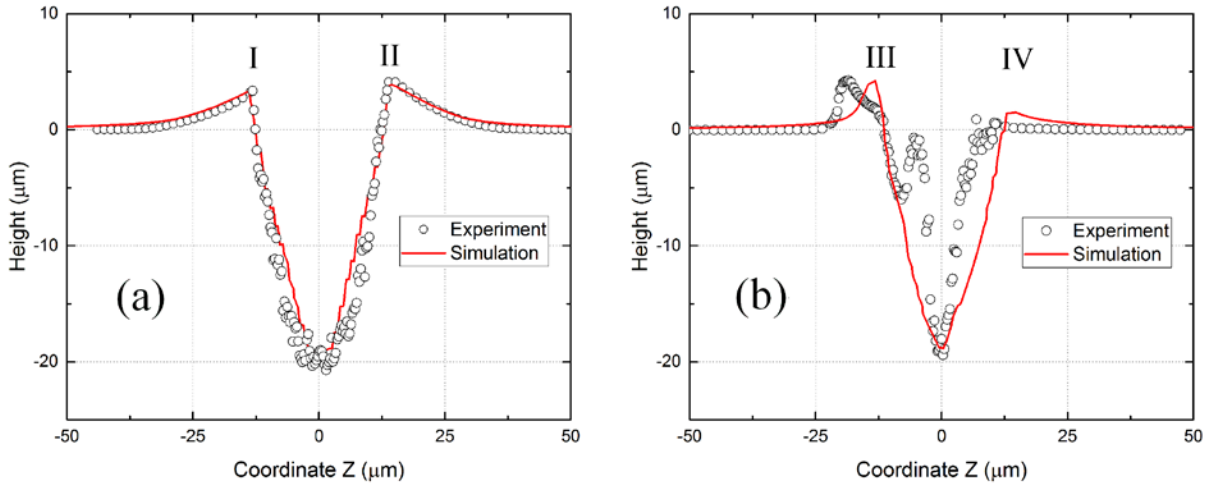 10
I
II
0
Height (μm)
Experiment
Simulation
-10
(a)
-20
-50
-25
0
25
50
Coordinate Z (μm)
10
III
IV
0
Height (μm)
Experiment
Simulation
-10
(b)
-20
-50
-25
0
25
50
Coordinate Z (μm)